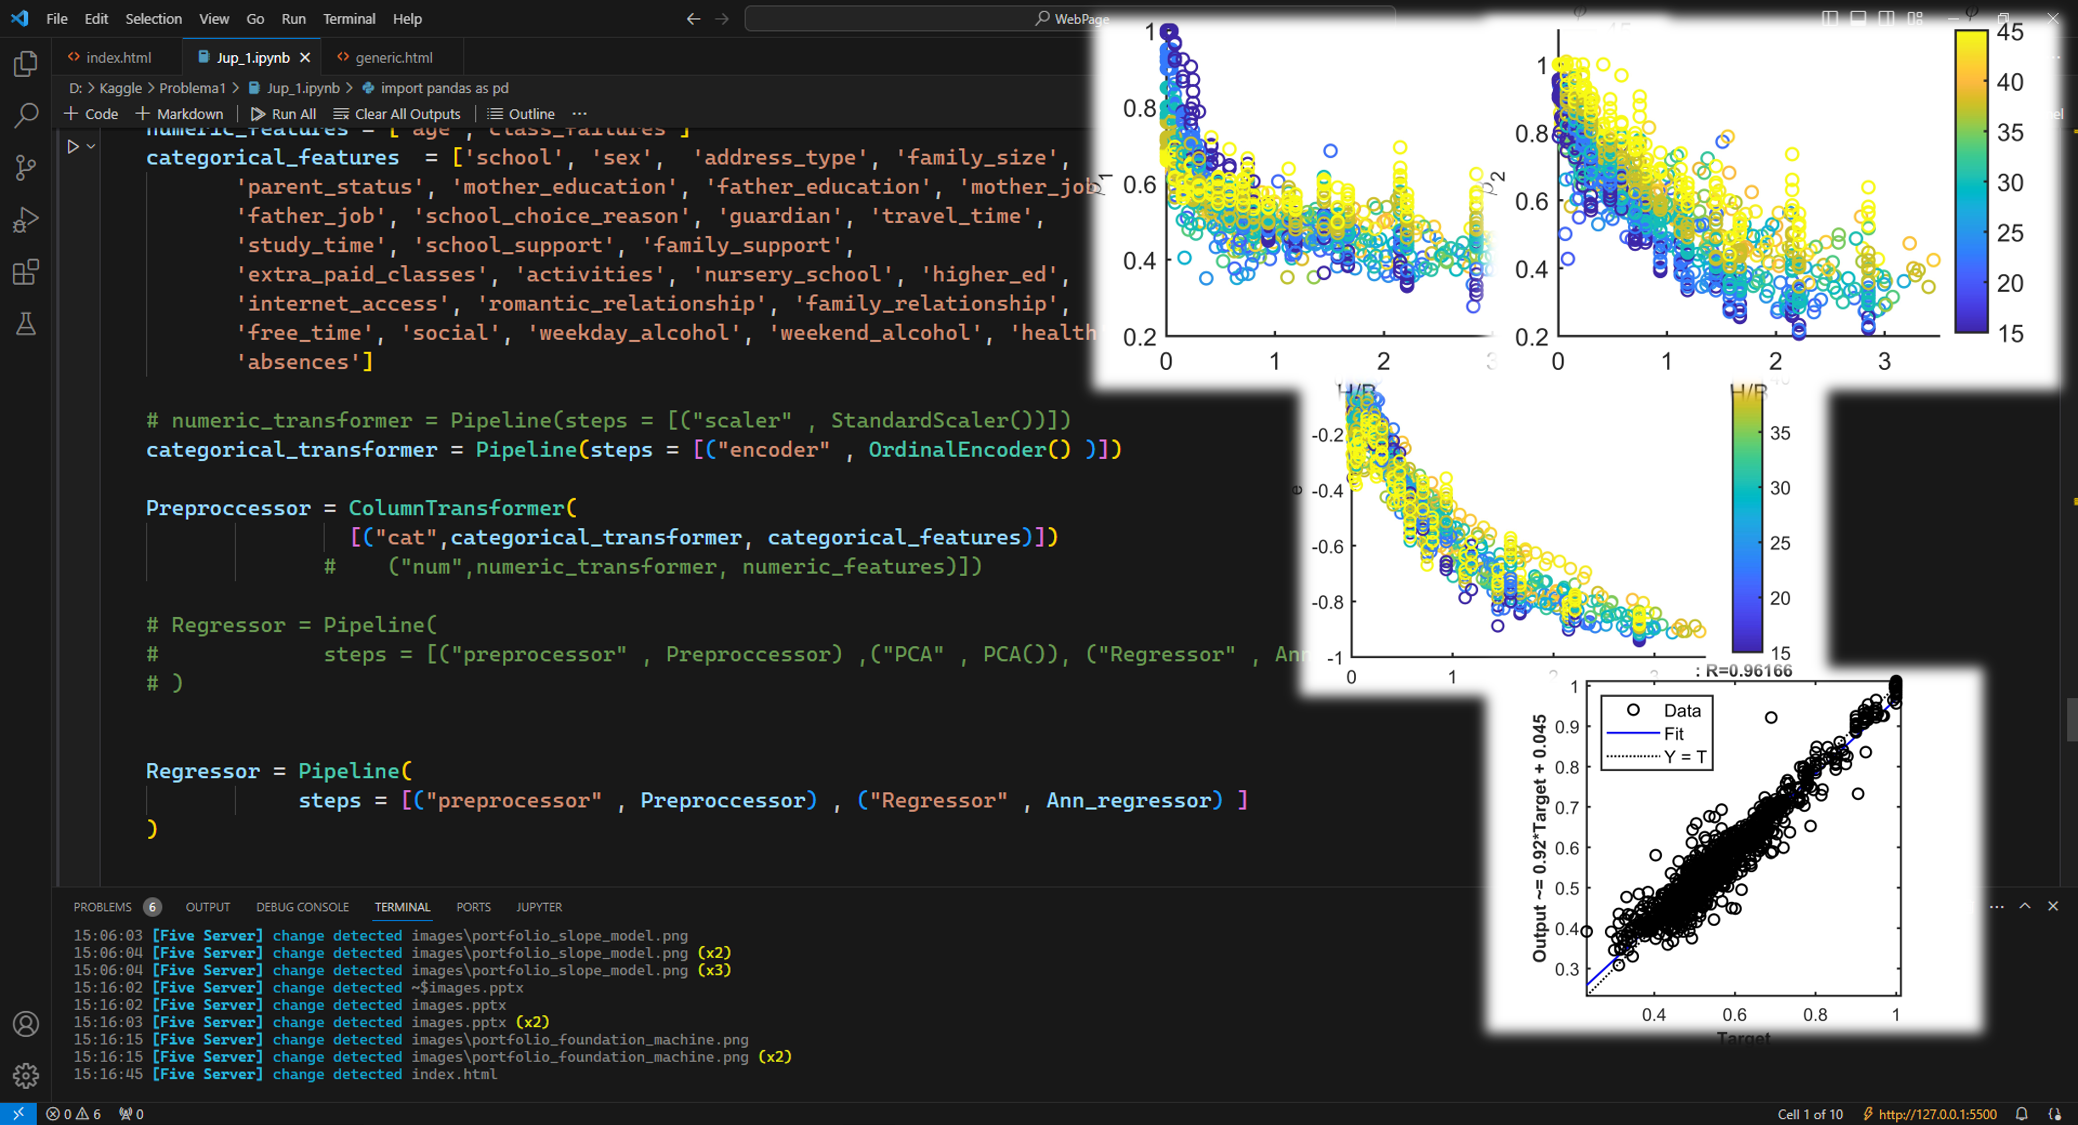 File Edit Selection View Go Run Terminal Help
WebPage
index.html Jup_1.ipynb generic.html
D: > Kaggle > Problema1 > Jup_1.ipynb > import pandas as pd
+ Code + Markdown Run All Clear All Outputs Outline ...
numeric_features = ['age', 'class_failures']
categorical_features = ['school', 'sex', 'address_type', 'family_size',
'parent_status', 'mother_education', 'father_education', 'mother_job
'father_job', 'school_choice_reason', 'guardian', 'travel_time',
'study_time', 'school_support', 'family_support',
'extra_paid_classes', 'activities', 'nursery_school', 'higher_ed',
'internet_access', 'romantic_relationship', 'family_relationship',
'free_time', 'social', 'weekday_alcohol', 'weekend_alcohol', 'health
'absences']
# numeric_transformer = Pipeline(steps = [("scaler" , StandardScaler())])
categorical_transformer = Pipeline(steps = [("encoder" , OrdinalEncoder() )])
Preproccessor = ColumnTransformer(
[("cat",categorical_transformer, categorical_features)])
# ("num",numeric_transformer, numeric_features)])
# Regressor = Pipeline(
# steps = [("preprocessor" , Preproccessor) ,("PCA" , PCA()), ("Regressor" , An
# )
Regressor = Pipeline(
steps = [("preprocessor" , Preproccessor) , ("Regressor" , Ann_regressor) ]
)
1
0.8
0.6
0.4
0.2
0 1 2 3
1
0.8
0.6
0.4
0.2
0 1 2 3
φ
45
40
35
30
25
20
15
H/B
H/B
-0.2
-0.4
-0.6
-0.8
-1
0 1
e
35
30
25
20
15
: R=0.96166
1
0.9
0.8
0.7
0.6
0.5
0.4
0.3
Data
Fit
Y = T
Output ~= 0.92*Target + 0.045
0.4 0.6 0.8 1
Target
PROBLEMS 6 OUTPUT DEBUG CONSOLE TERMINAL PORTS JUPYTER
15:06:03 [Five Server] change detected images\portfolio_slope_model.png
15:06:04 [Five Server] change detected images\portfolio_slope_model.png (x2)
15:06:04 [Five Server] change detected images\portfolio_slope_model.png (x3)
15:16:02 [Five Server] change detected ~$images.pptx
15:16:02 [Five Server] change detected images.pptx
15:16:03 [Five Server] change detected images.pptx (x2)
15:16:15 [Five Server] change detected images\portfolio_foundation_machine.png
15:16:15 [Five Server] change detected images\portfolio_foundation_machine.png (x2)
15:16:45 [Five Server] change detected index.html
0 6 0
Cell 1 of 10 http://127.0.0.1:5500